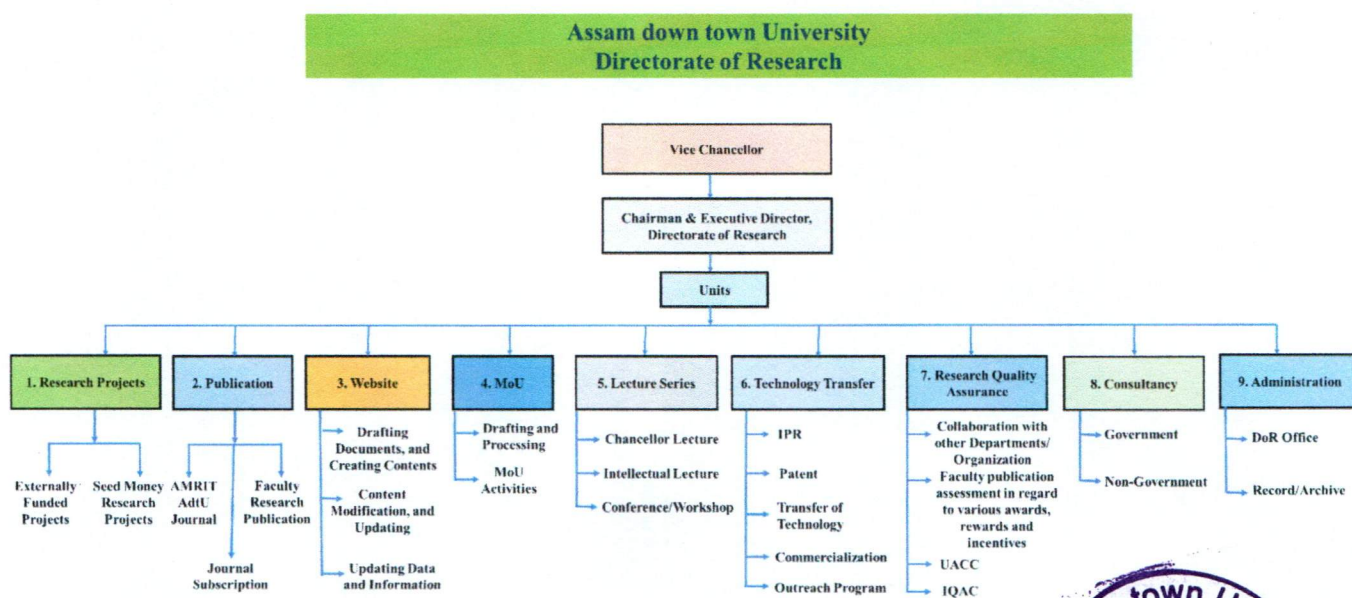 Assam down town University
Directorate of Research
Vice Chancellor
Chairman & Executive Director,
Directorate of Research
Units
1. Research Projects
Externally
Funded
Projects
Seed Money
Research
Projects
2. Publication
AMRIT
AdtU
Journal
Faculty
Research
Publication
Journal
Subscription
3. Website
Drafting
Documents, and
Creating Contents
Content
Modification, and
Updating
Updating Data
and Information
4. MoU
Drafting and
Processing
MoU
Activities
5. Lecture Series
Chancellor Lecture
Intellectual Lecture
Conference/Workshop
6. Technology Transfer
IPR
Patent
Transfer of
Technology
Commercialization
Outreach Program
7. Research Quality
Assurance
Collaboration with
other Departments/
Organization
Faculty publication
assessment in regard
to various awards,
rewards and
incentives
UACC
IQAC
8. Consultancy
Government
Non-Government
9. Administration
DoR Office
Record/Archive
town